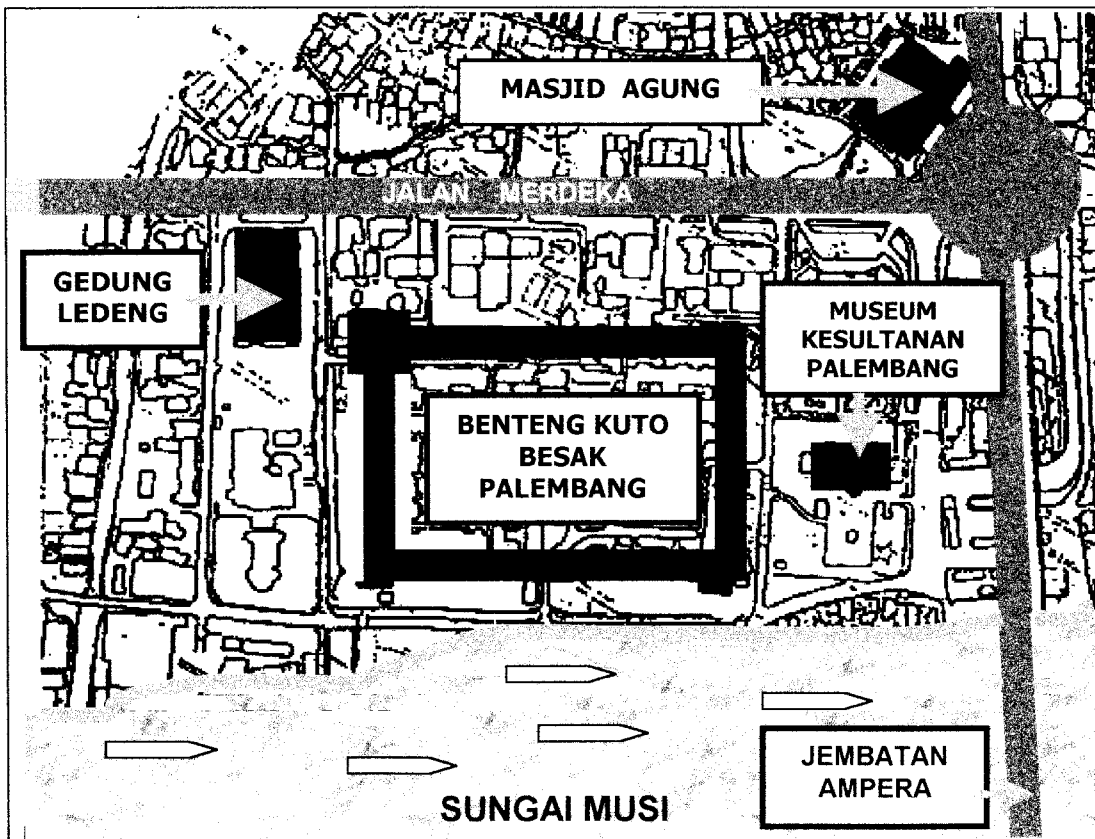 MASJID AGUNG
JALAN MERDEKA
GEDUNG
LEDENG
MUSEUM
KESULTANAN
PALEMBANG
BENTENG KUTO
BESAK
PALEMBANG
JEMBATAN
AMPERA
SUNGAI MUSI